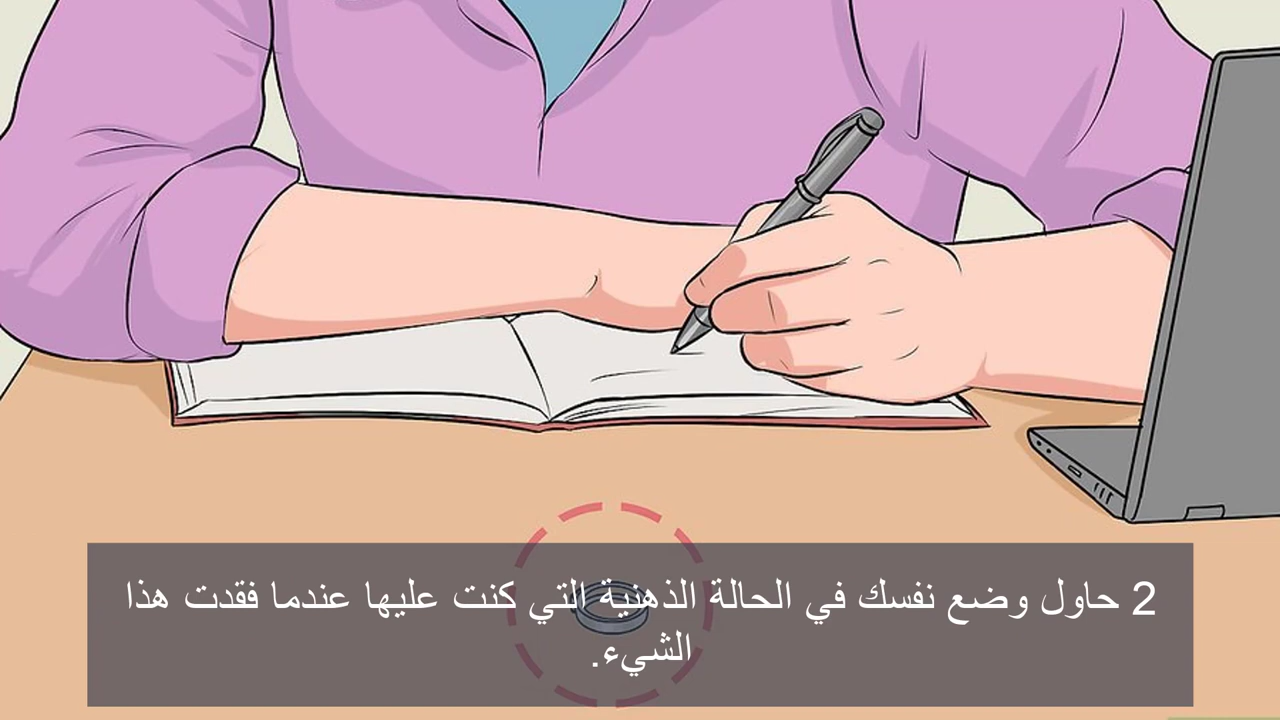 2 حاول وضع نفسك في الحالة الذهنية التي كنت عليها عندما فقدت هذا
الشيء.